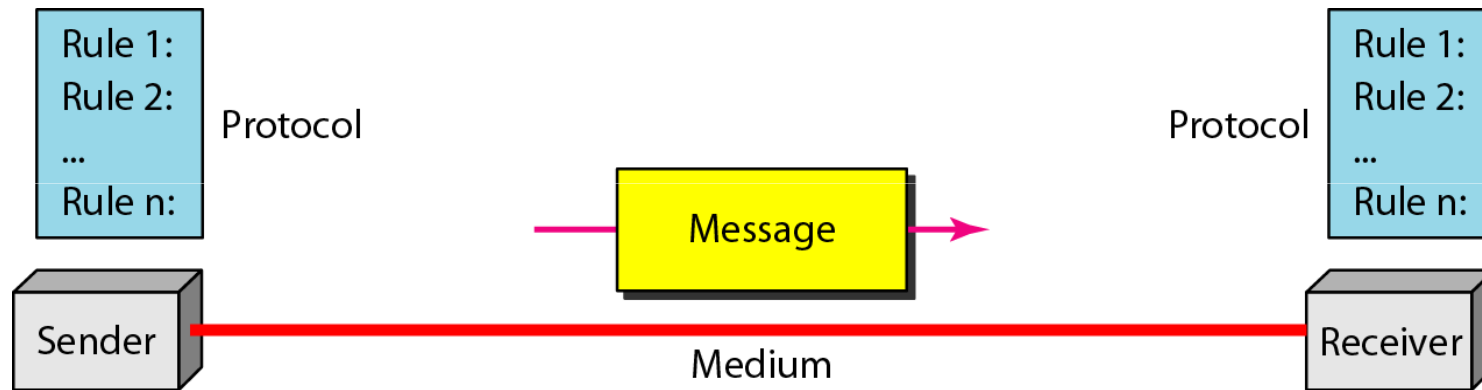 Rule 1:
Rule 2:
...
Rule n:
Protocol
Message
Protocol
Rule 1:
Rule 2:
...
Rule n:
Sender
Medium
Receiver